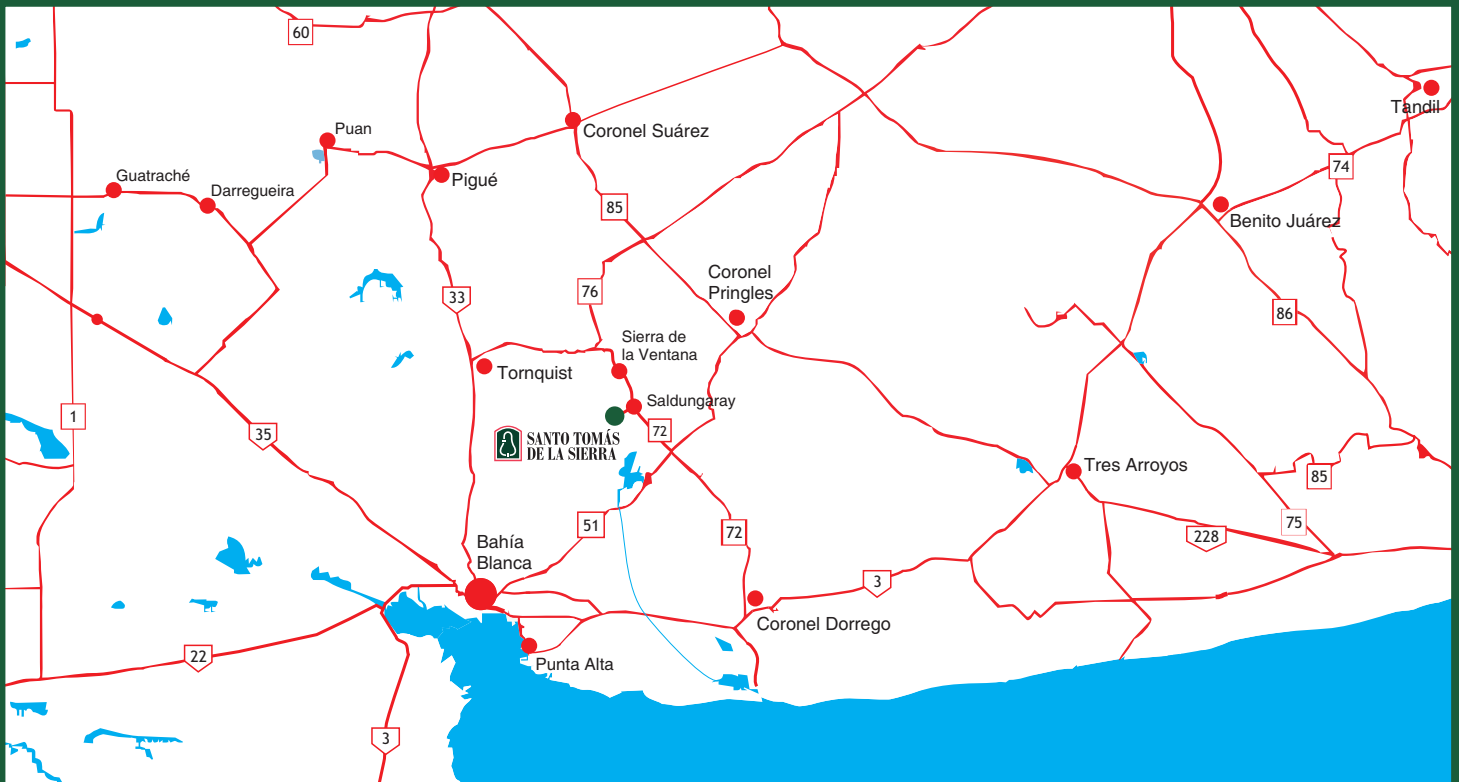 60
Tandil
Puan
Coronel Suárez
74
Guatraché
Darregueira
Pigué
85
Benito Juárez
Coronel
Pringles
33
76
86
Sierra de
la Ventana
Tornquist
Saldungaray
1
35
SANTO TOMÁS
DE LA SIERRA
72
Tres Arroyos
85
51
72
75
228
Bahía
Blanca
3
Coronel Dorrego
22
Punta Alta
3